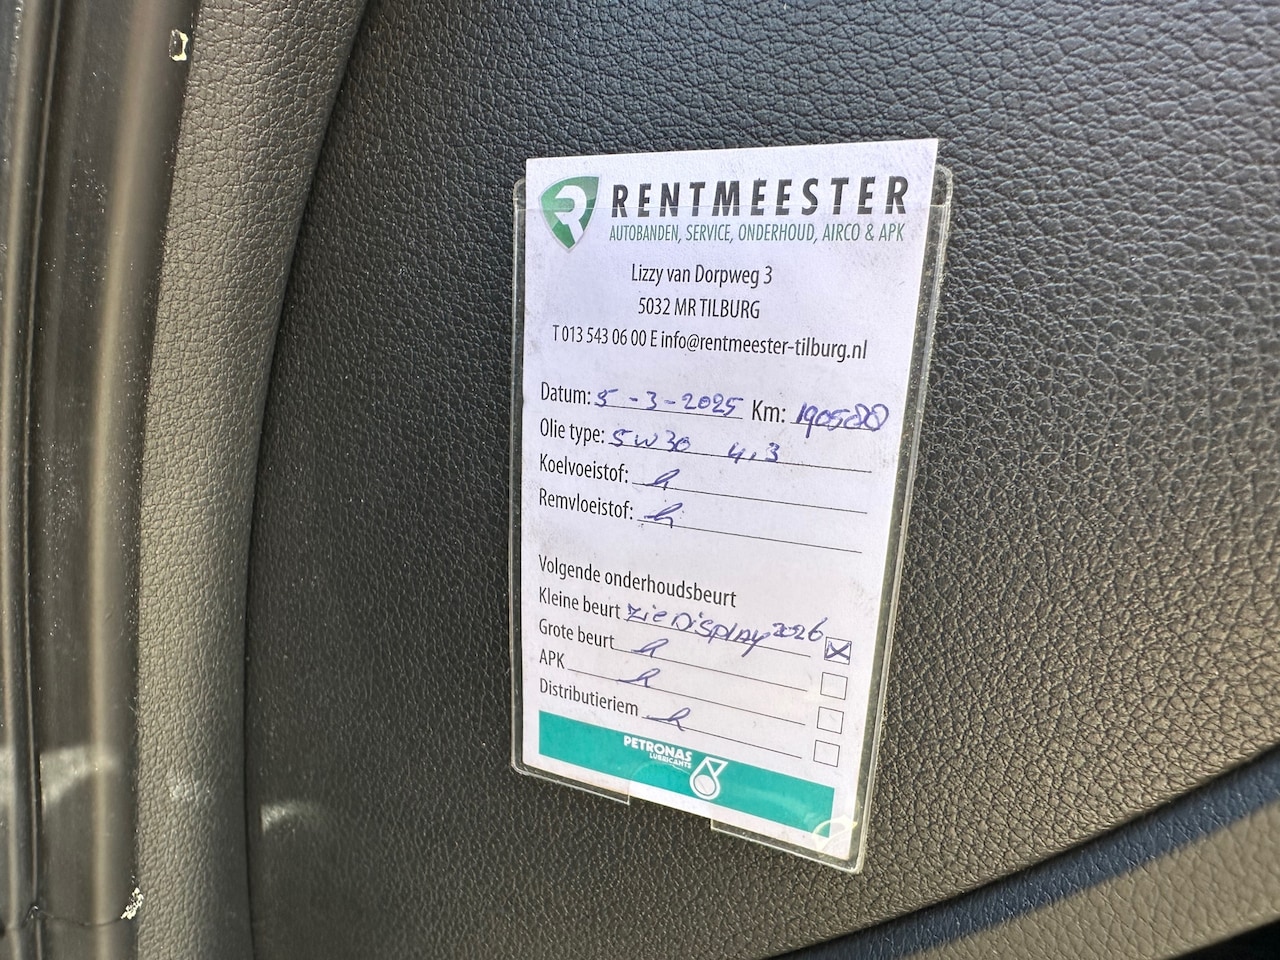 RENTMEESTER
AUTOBANDEN, SERVICE, ONDERHOUD, AIRCO & APK
Lizzy van Dorpweg 3
5032 MR TILBURG
T 013 543 06 00 E info@rentmeester-tilburg.nl
Datum: 5-3-2025 Km: 190588
Olie type: 5W30 4,3
Koelvoeistof:
Remvloeistof:
Volgende onderhoudsbeurt
Kleine beurt zie Display 2026
Grote beurt
APK
Distributieriem
PETRONAS
LUBRICANTS